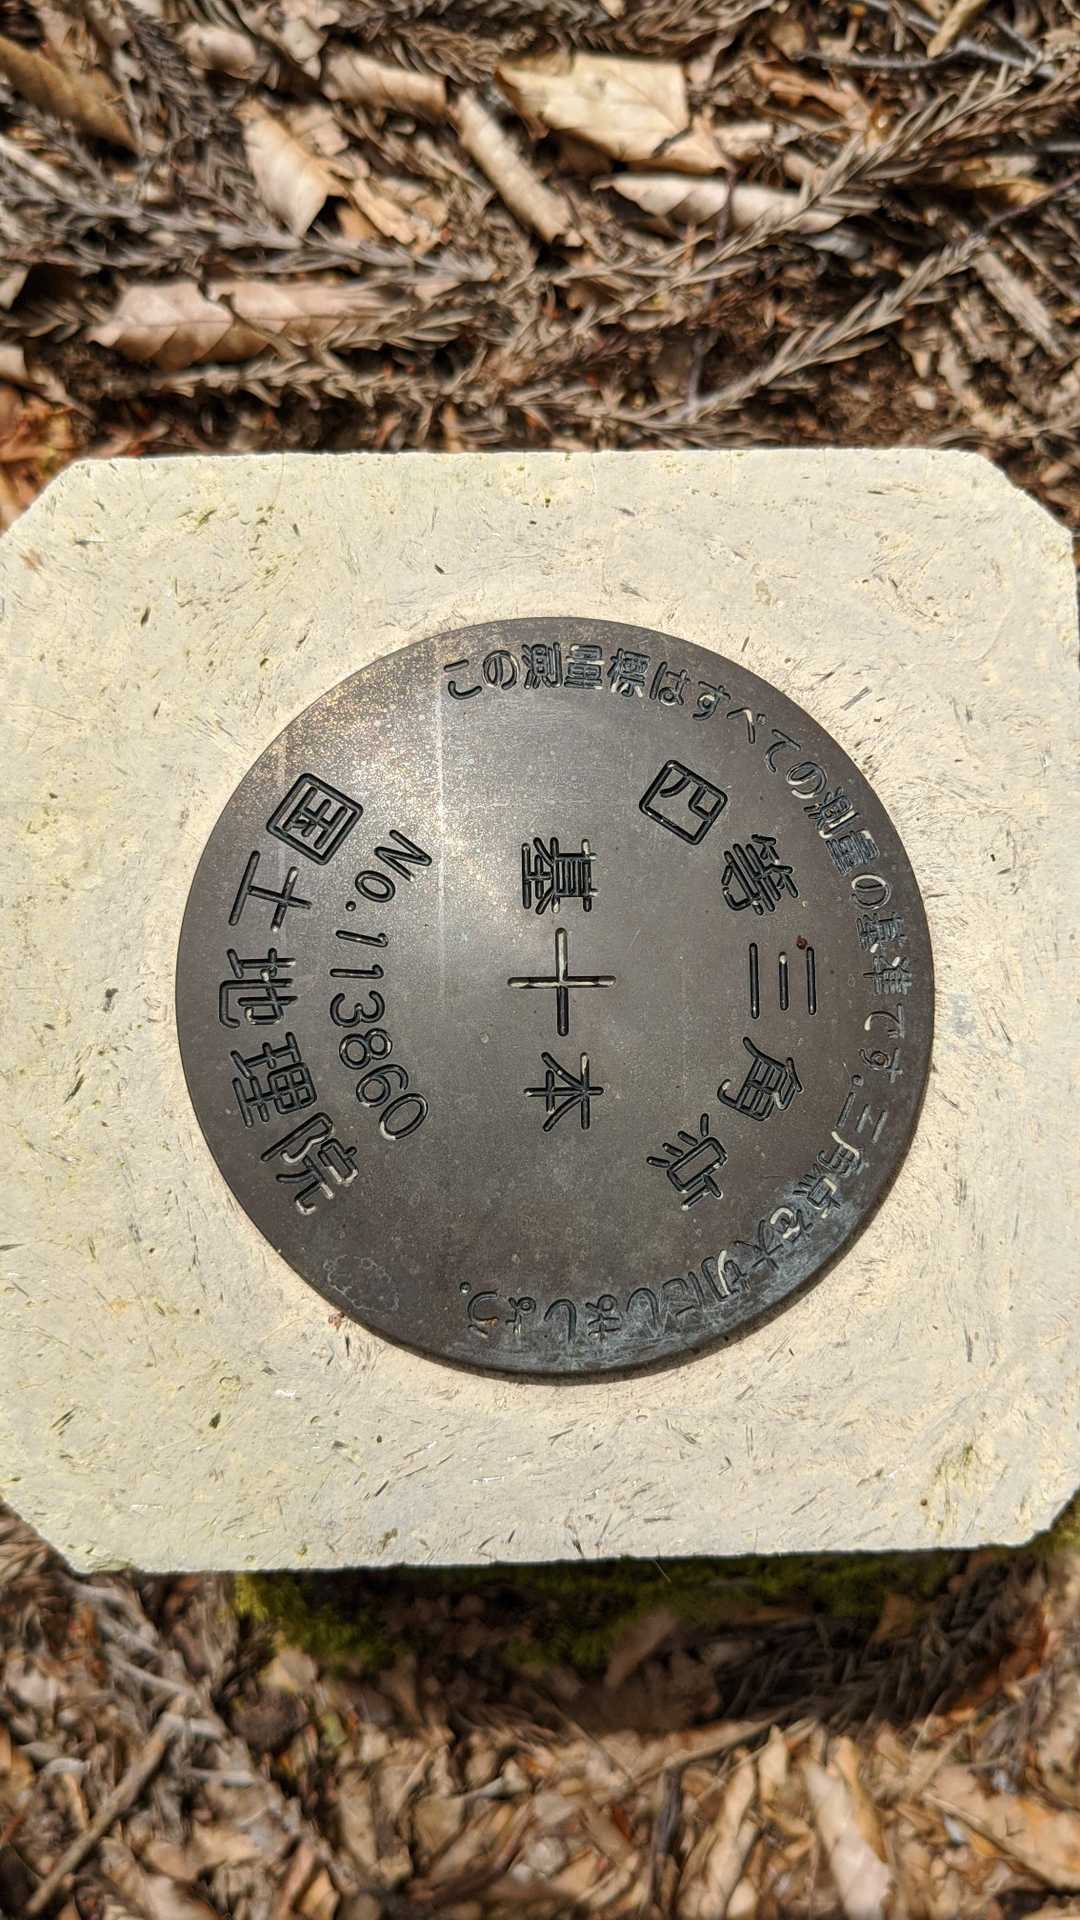 この測量標はすべての測量の基準です。三角点を大切にしましょう。
四等三角点
基本
No.113860
国土地理院